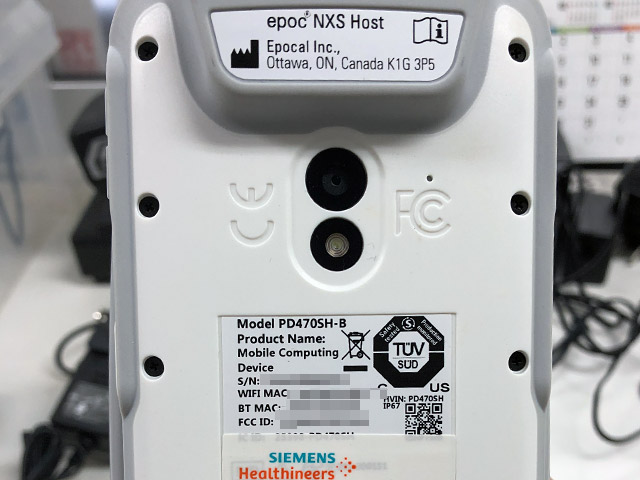 epoc NXS Host
Epocal Inc.,
Ottawa, ON, Canada K1G 3P5
CE
FC
Model PD470SH-B
Product Name:
Mobile Computing
Device
S/N:
WIFI MAC
BT MAC:
FCC ID:
Safety tested
Production monitored
TÜV
SÜD
C US
HVIN: PD470SH
IP67
SIEMENS
Healthineers